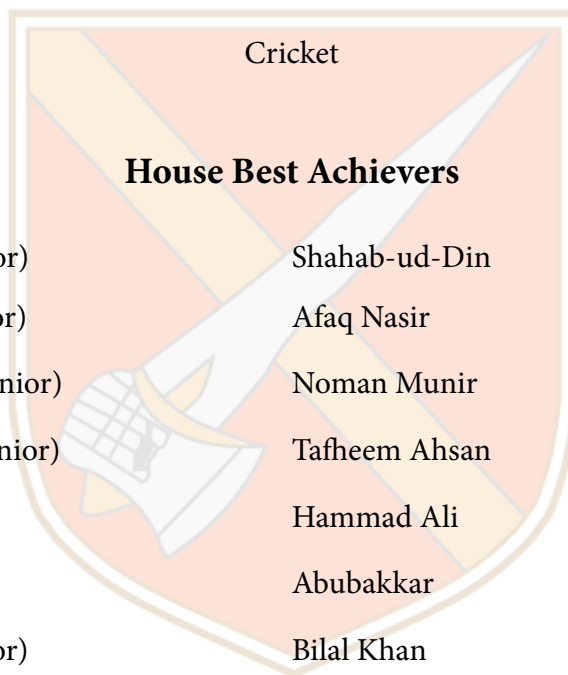 Cricket
House Best Achievers
or) Shahab-ud-Din
or) Afaq Nasir
nior) Noman Munir
nior) Tafheem Ahsan
Hammad Ali
Abubakkar
or) Bilal Khan